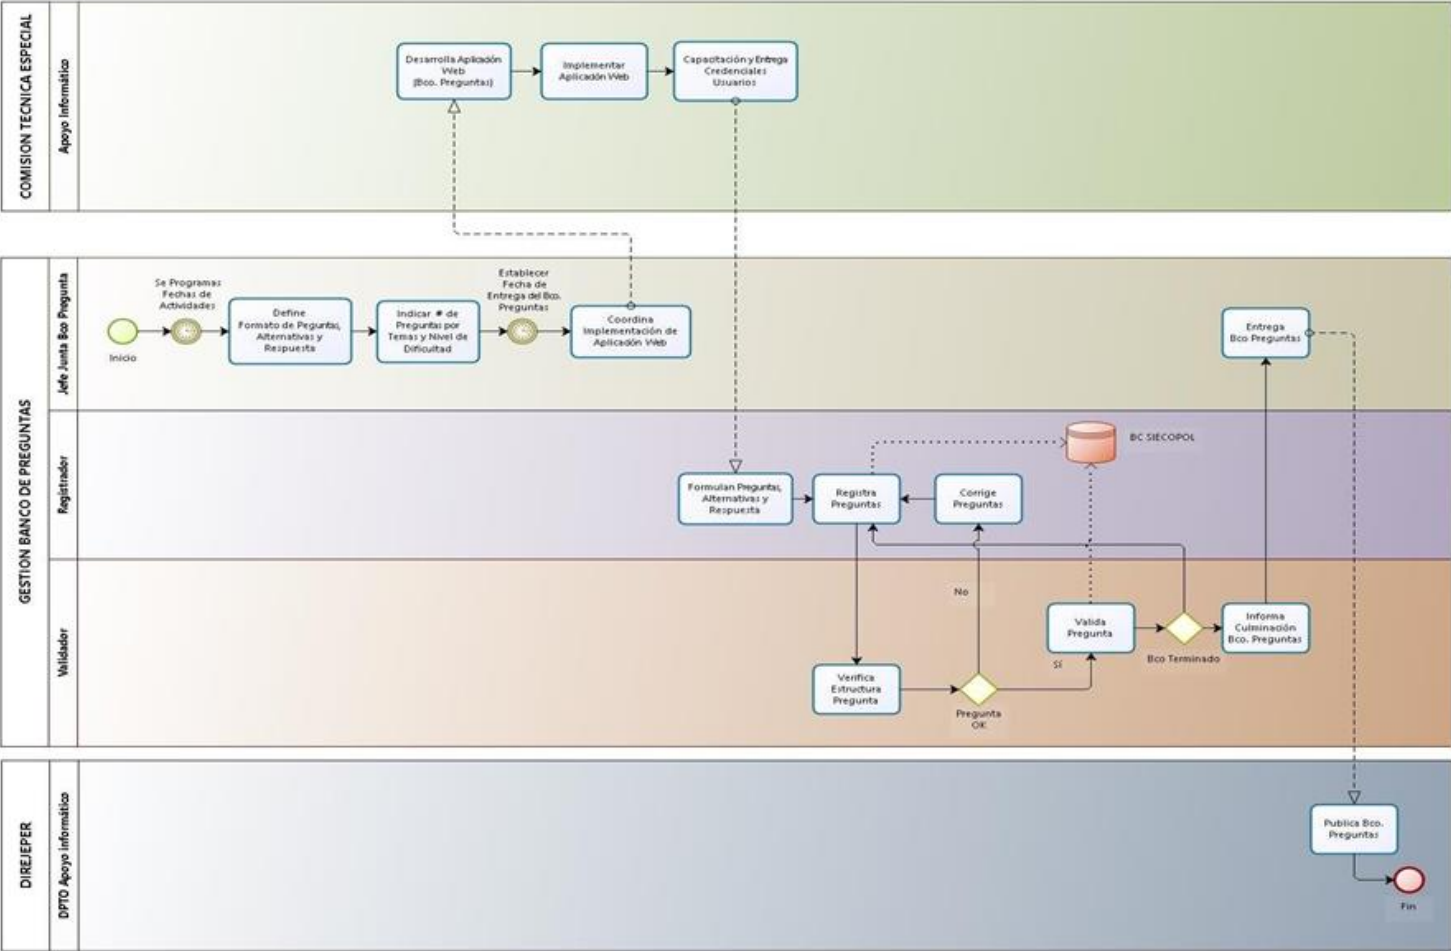 COMISION TECNICA ESPECIAL
Apoyo Informático
Desarrolla Aplicación
Web
(Bco. Preguntas)
Implementar
Aplicación Web
Capacitación y Entrega
Credenciales
Usuarios
GESTION BANCO DE PREGUNTAS
Jefe Junta Bco Pregunta
Inicio
Se Programas
Fechas de
Actividades
Define
Formato de Peguntas,
Alternativas y
Respuesta
Indicar # de
Preguntas por
Temas y Nivel de
Dificultad
Establecer
Fecha de
Entrega del Bco.
Preguntas
Coordina
Implementación de
Aplicación Web
Entrega
Bco Preguntas
Registrador
Formulan Preguntas,
Alternativas y
Respuesta
Registra
Preguntas
Corrige
Preguntas
BC SIECOPOL
Validador
Verifica
Estructura
Pregunta
No
Pregunta
OK
Sí
Valida
Pregunta
Bco Terminado
Informa
Culminación
Bco. Preguntas
DIREJEPER
DPTO Apoyo informático
Publica Bco.
Preguntas
Fin